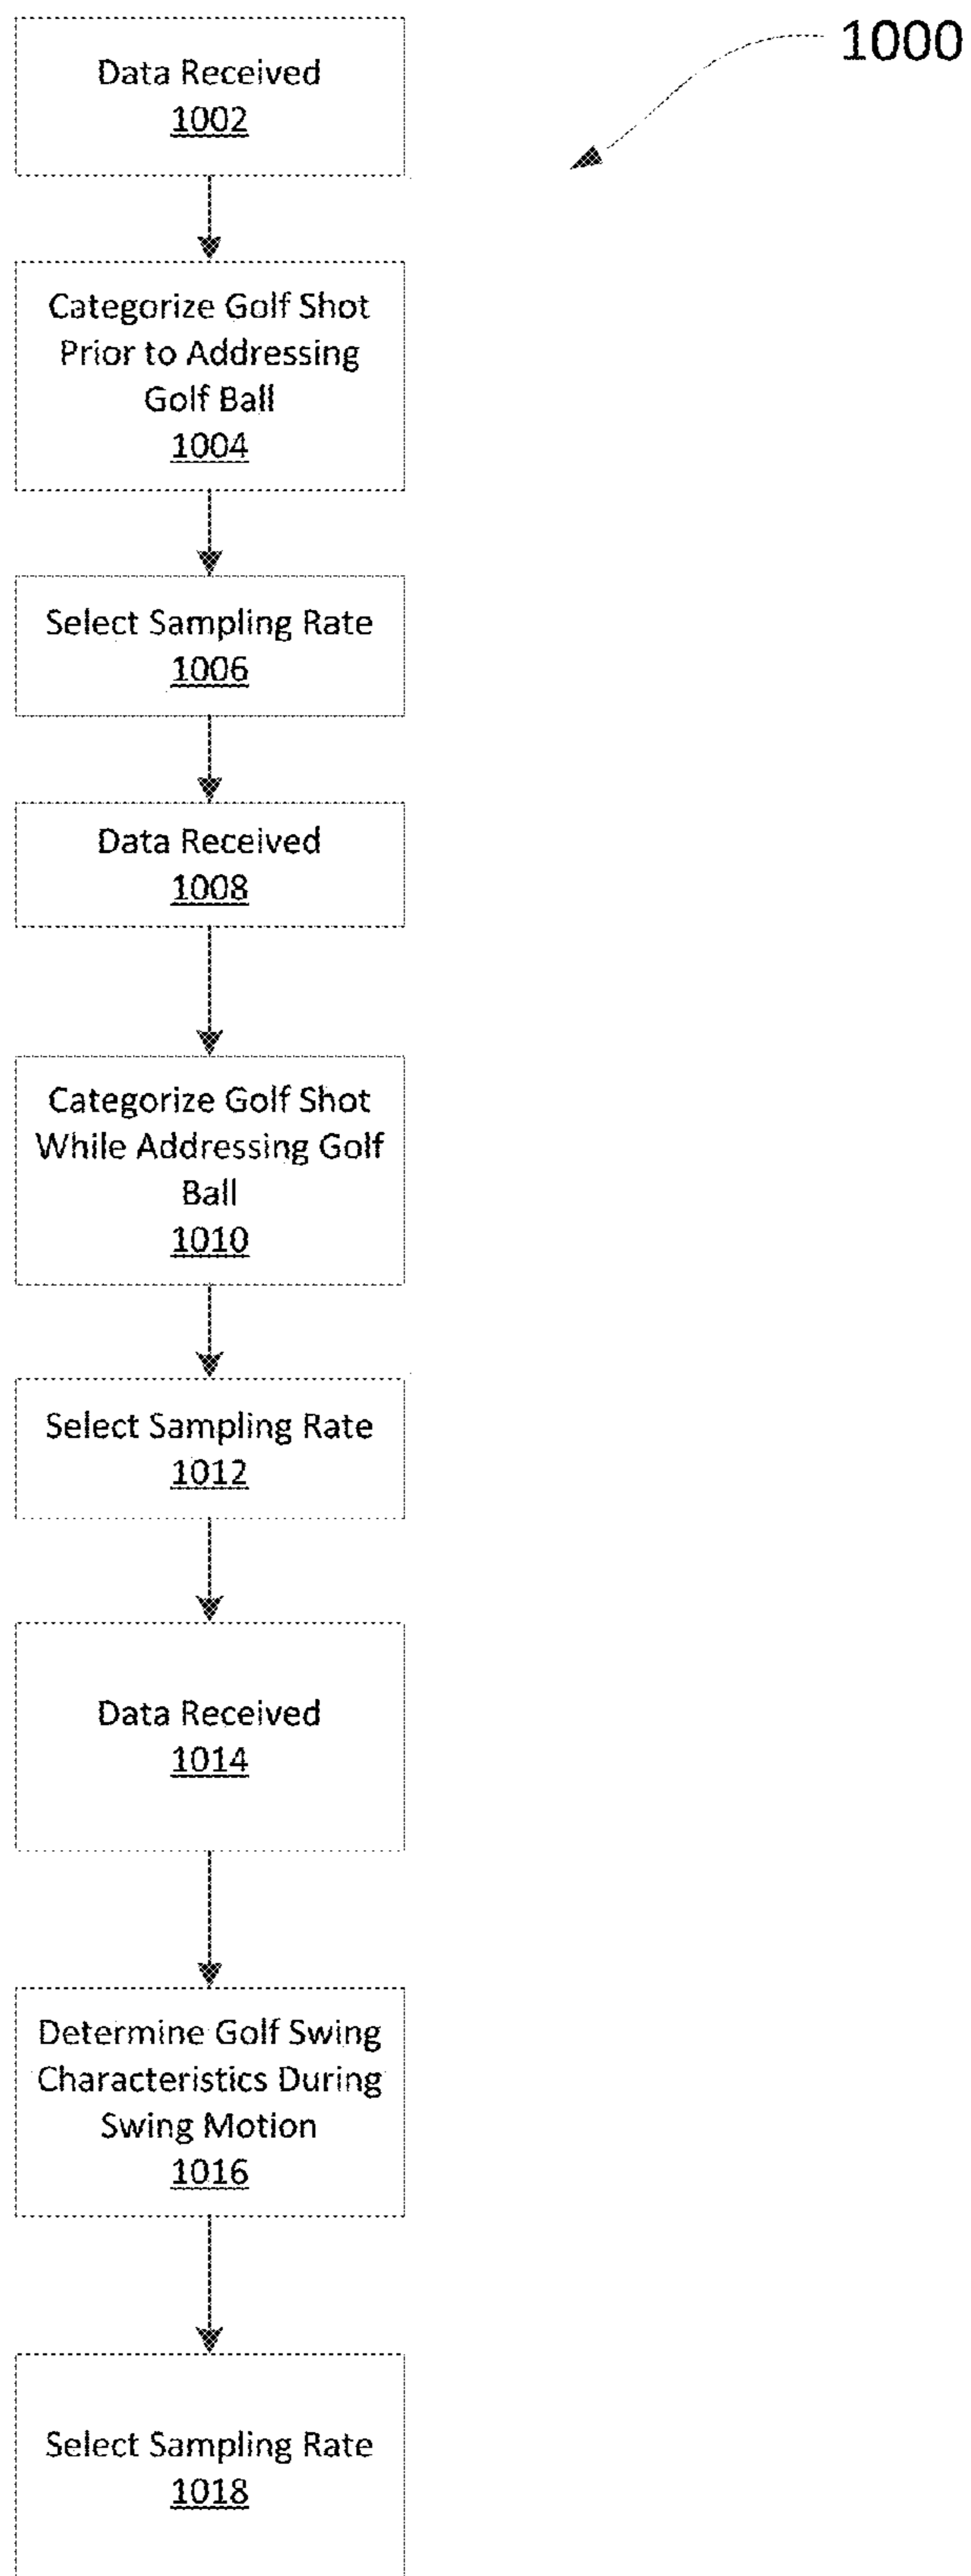 1000
Data Received
1002
Categorize Golf Shot
Prior to Addressing
Golf Ball
1004
Select Sampling Rate
1006
Data Received
1008
Categorize Golf Shot
While Addressing Golf
Ball
1010
Select Sampling Rate
1012
Data Received
1014
Determine Golf Swing
Characteristics During
Swing Motion
1016
Select Sampling Rate
1018